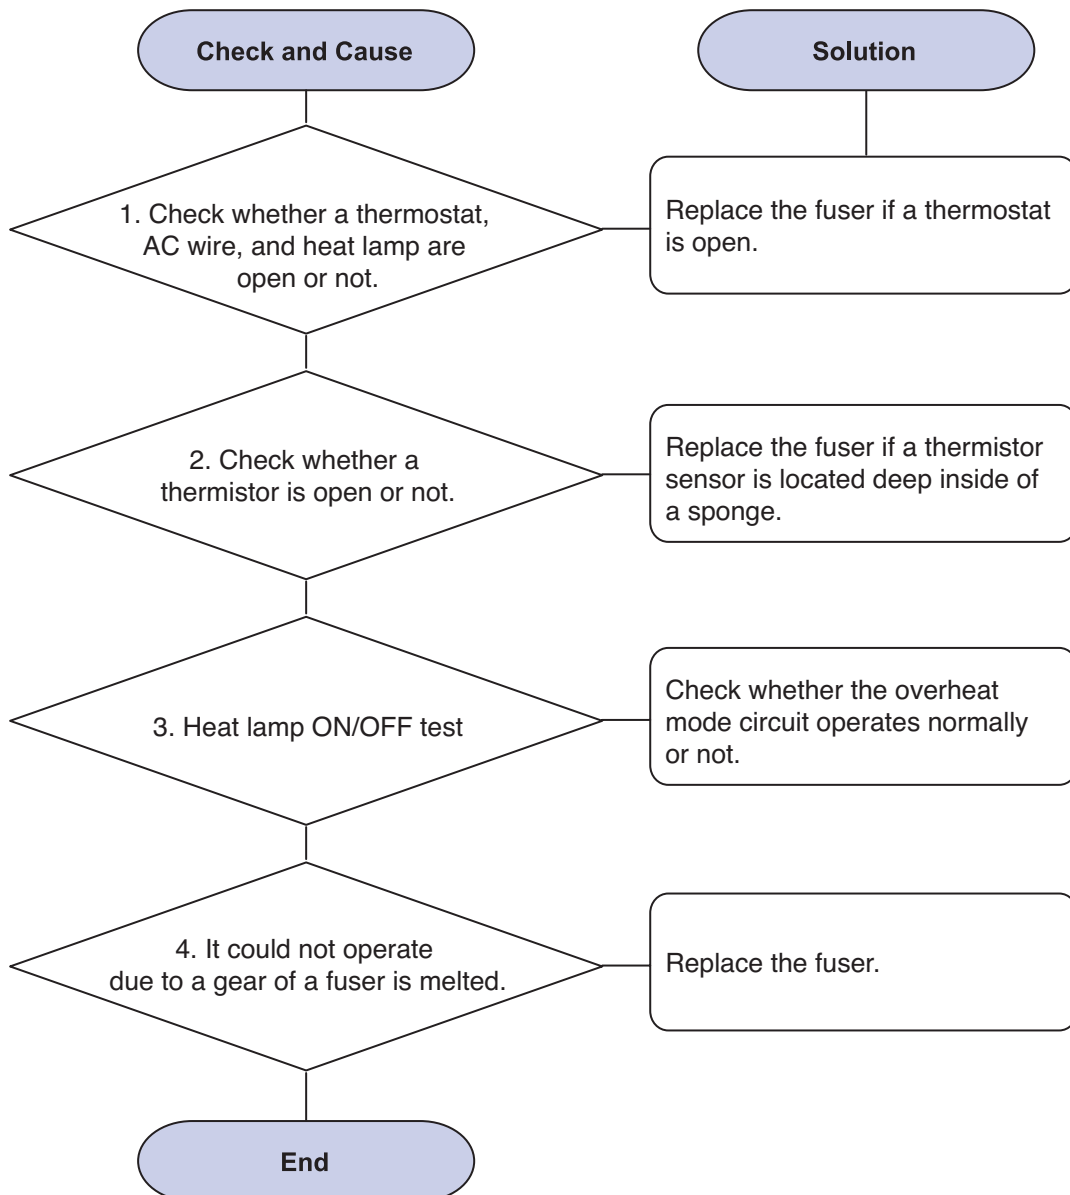 Check and Cause
Solution
1. Check whether a thermostat,
AC wire, and heat lamp are
open or not.
Replace the fuser if a thermostat
is open.
2. Check whether a
thermistor is open or not.
Replace the fuser if a thermistor
sensor is located deep inside of
a sponge.
3. Heat lamp ON/OFF test
Check whether the overheat
mode circuit operates normally
or not.
4. It could not operate
due to a gear of a fuser is melted.
Replace the fuser.
End